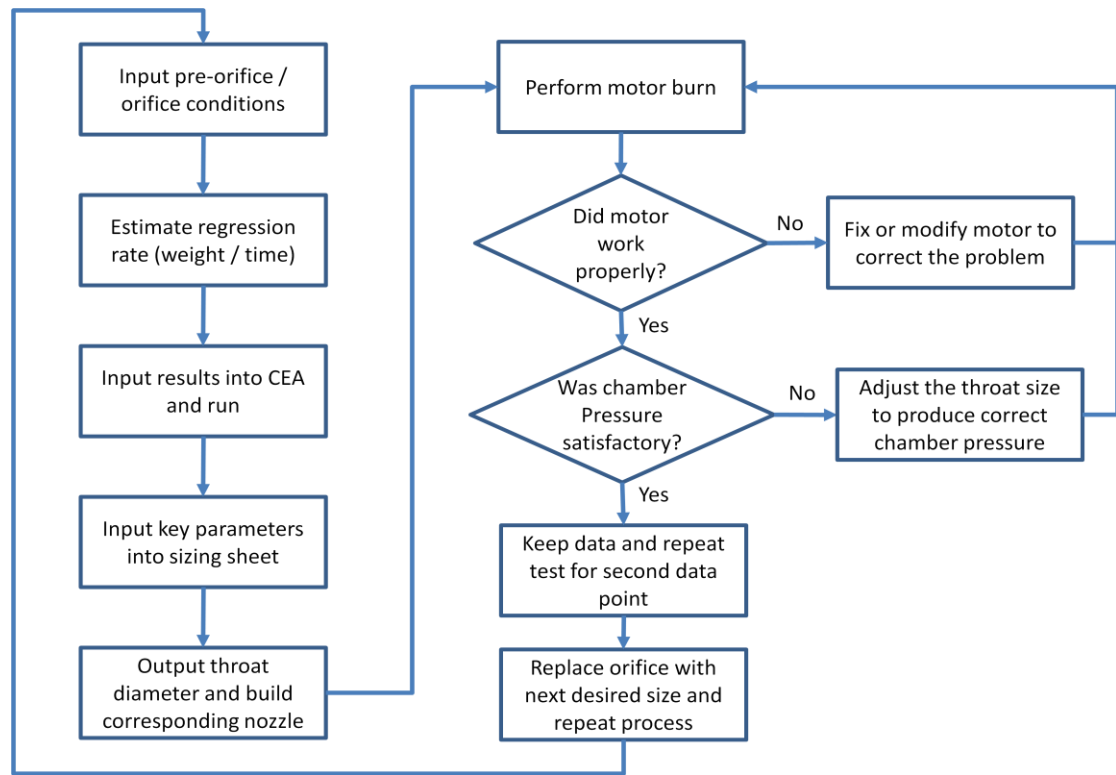 Input pre-orifice /
orifice conditions
Estimate regression
rate (weight / time)
Input results into CEA
and run
Input key parameters
into sizing sheet
Output throat
diameter and build
corresponding nozzle
Perform motor burn
Did motor
work
properly?
No
Fix or modify motor to
correct the problem
Yes
Was chamber
Pressure
satisfactory?
No
Adjust the throat size
to produce correct
chamber pressure
Yes
Keep data and repeat
test for second data
point
Replace orifice with
next desired size and
repeat process